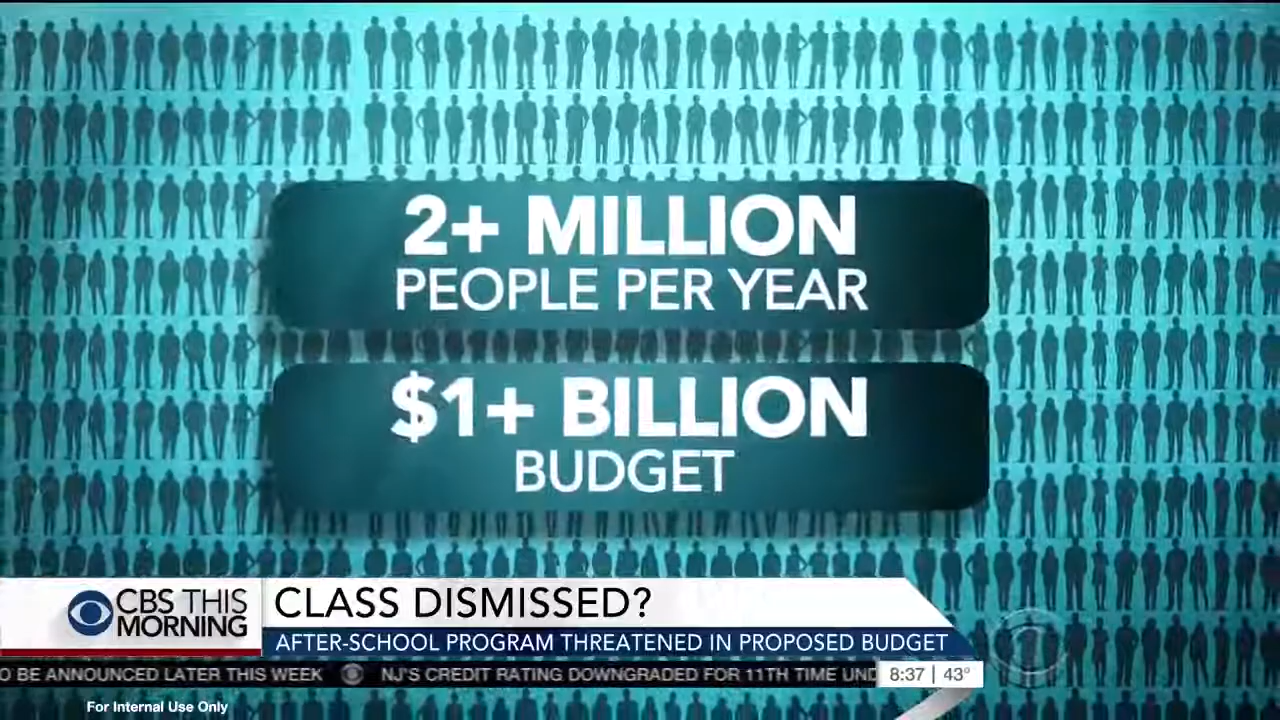 2+ MILLION
PEOPLE PER YEAR
$1+ BILLION
BUDGET
CBS THIS
MORNING
CLASS DISMISSED?
AFTER-SCHOOL PROGRAM THREATENED IN PROPOSED BUDGET
O BE ANNOUNCED LATER THIS WEEK NJ'S CREDIT RATING DOWNGRADED FOR 11TH TIME UND
8:37 | 43°
For Internal Use Only